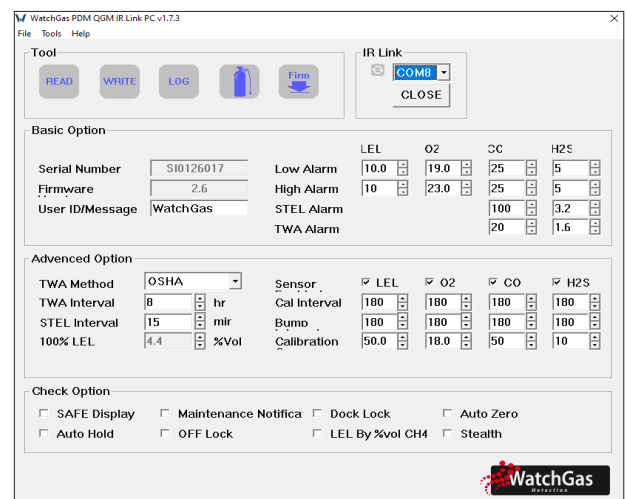 WatchGas PDM QGM IR Link PC v1.7.3
File Tools Help
Tool
IR Link
READ WRITE LOG Firm
COM8
CLOSE
Basic Option
LEL O2 CO H2S
Serial Number SI0126017 Low Alarm 10.0 19.0 25 5
Firmware 2.6 High Alarm 10 23.0 25 5
User ID/Message WatchGas STEL Alarm 100 3.2
TWA Alarm 20 1.6
Advenced Option
TWA Method OSHA Sensor LEL O2 CO H2S
TWA Interval 8 hr Cal Interval 180 180 180 180
STEL Interval 15 mir Bump 180 180 180 180
100% LEL 4.4 %Vol Calibration 50.0 18.0 50 10
Check Option
SAFE Display Maintenance Notifica Dock Lock Auto Zero
Auto Hold OFF Lock LEL By %vol CH4 Stealth
WatchGas
Detection